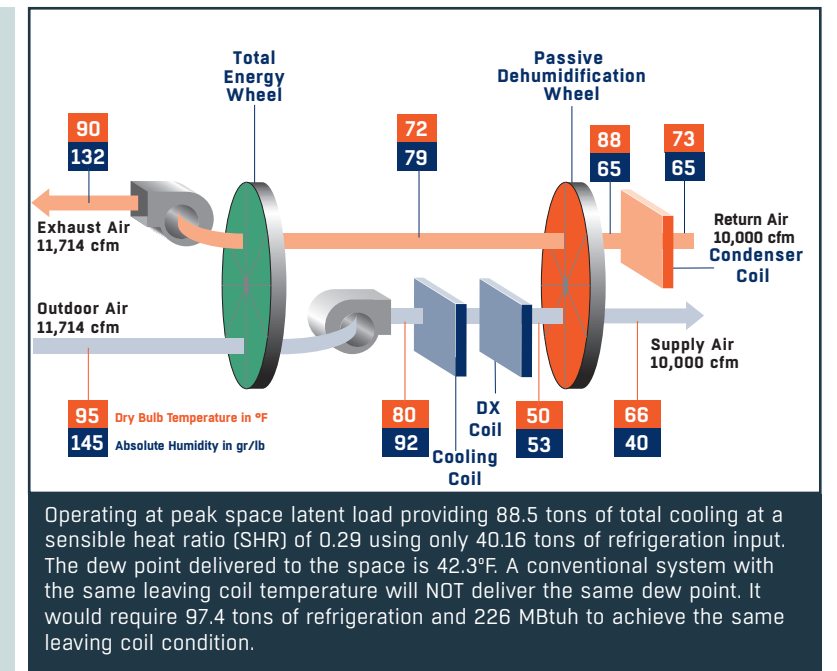 Total
Energy
Wheel
Passive
Dehumidification
Wheel
90
132
72
79
88
65
73
65
Exhaust Air
11,714 cfm
Return Air
10,000 cfm
Condenser
Coil
Outdoor Air
11,714 cfm
Supply Air
10,000 cfm
95 Dry Bulb Temperature in °F
145 Absolute Humidity in gr/lb
80
92
Cooling
Coil
DX
Coil
50
53
66
40
Operating at peak space latent load providing 88.5 tons of total cooling at a
sensible heat ratio (SHR) of 0.29 using only 40.16 tons of refrigeration input.
The dew point delivered to the space is 42.3°F. A conventional system with
the same leaving coil temperature will NOT deliver the same dew point. It
would require 97.4 tons of refrigeration and 226 MBtuh to achieve the same
leaving coil condition.